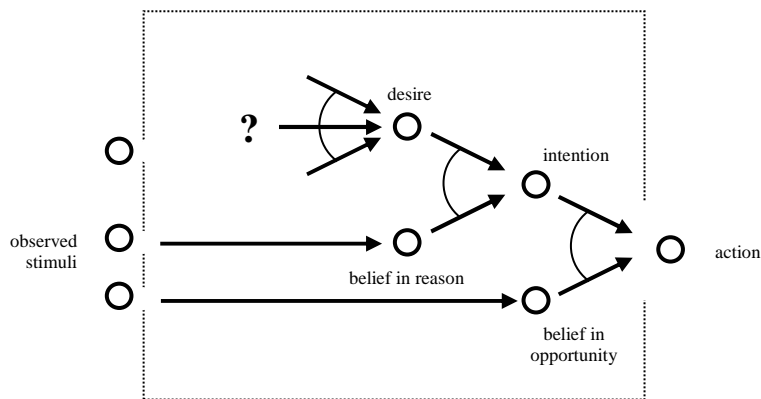 desire
?
intention
observed
stimuli
action
belief in reason
belief in
opportunity